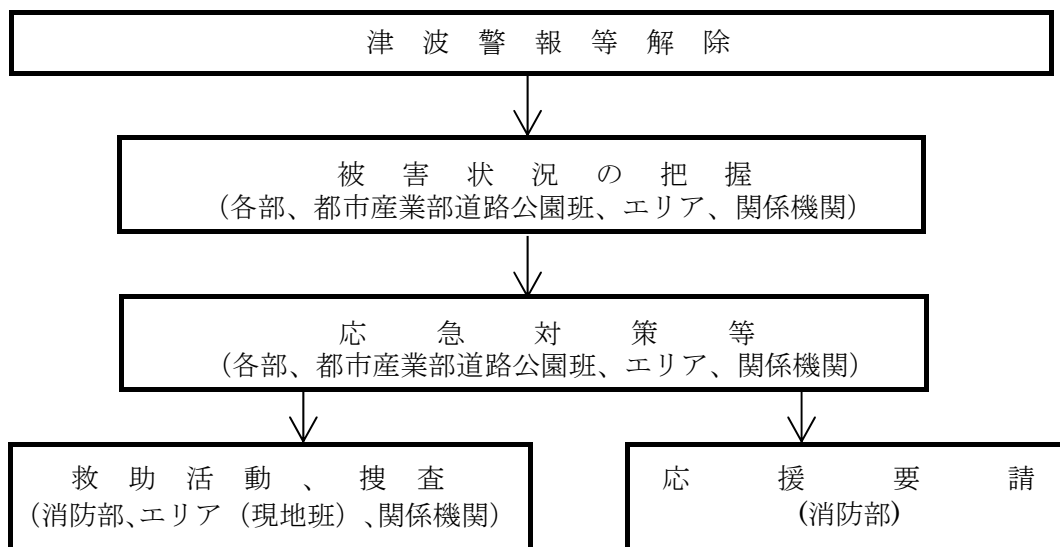 津波警報等解除
被害状況の把握
（各部、都市産業部道路公園班、エリア、関係機関）
応急対策等
（各部、都市産業部道路公園班、エリア、関係機関）
救助活動、捜査
（消防部、エリア（現地班）、関係機関）
応援要請
(消防部)